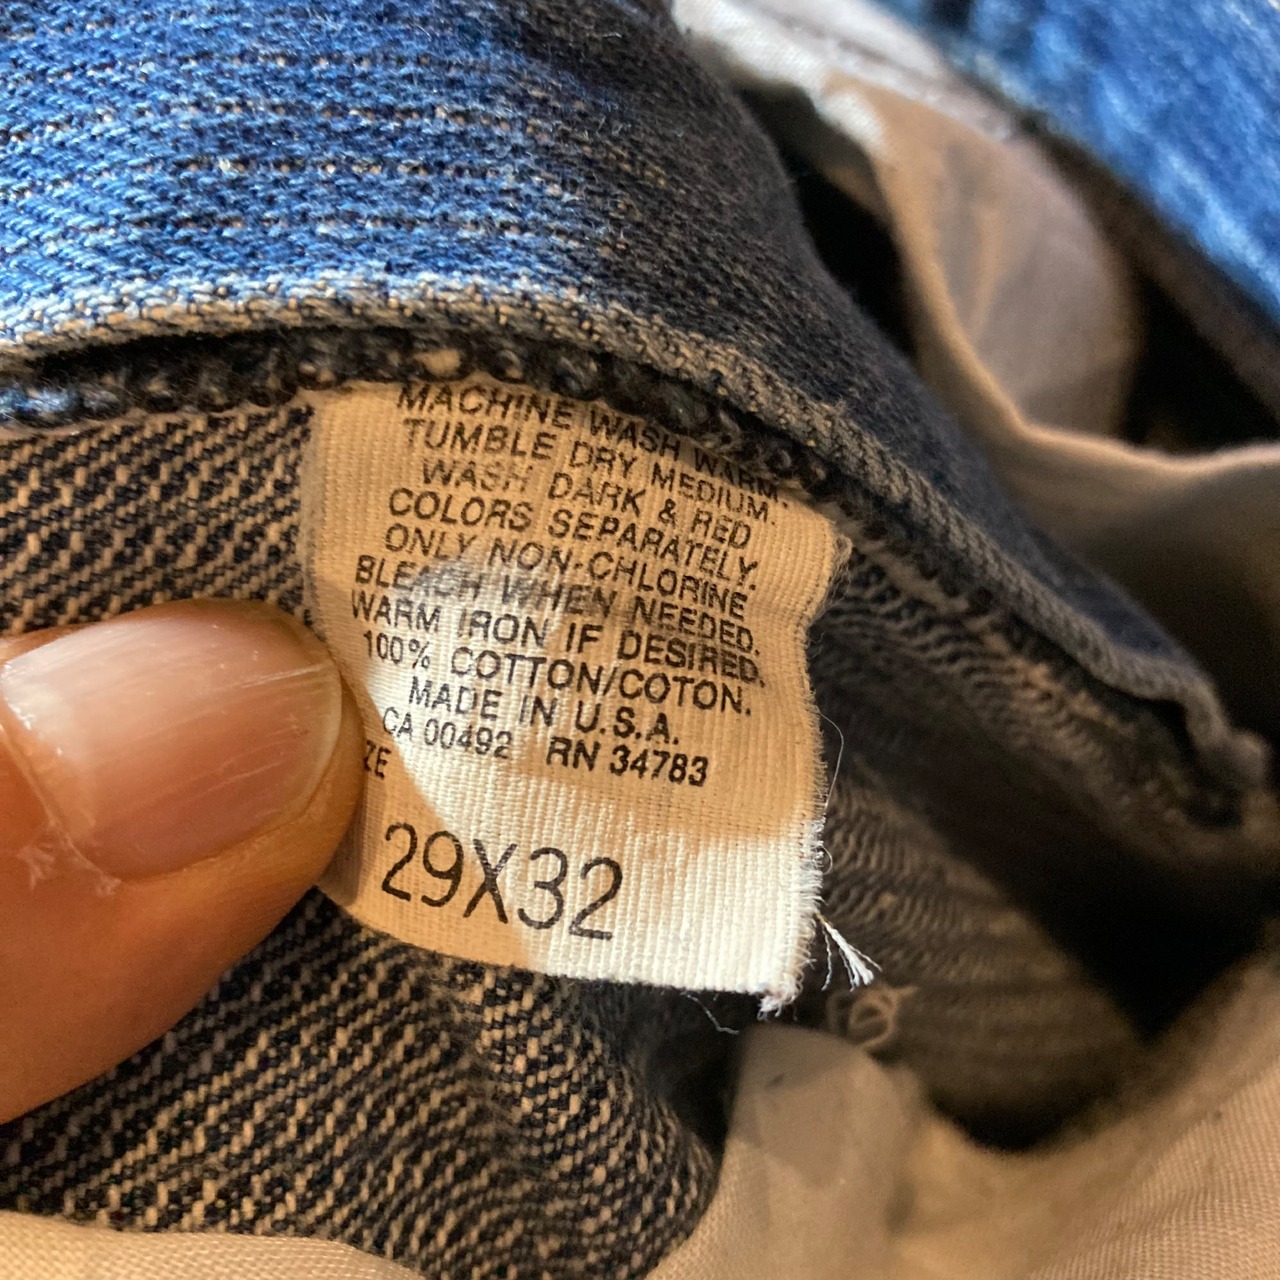 MACHINE WASH WARM
TUMBLE DRY MEDIUM.
WASH DARK & RED
COLORS SEPARATELY.
ONLY NON-CHLORINE
BLEACH WHEN NEEDED.
WARM IRON IF DESIRED.
100% COTTON/COTON.
MADE IN U.S.A.
CA 00492 RN 34783
ZE
29X32